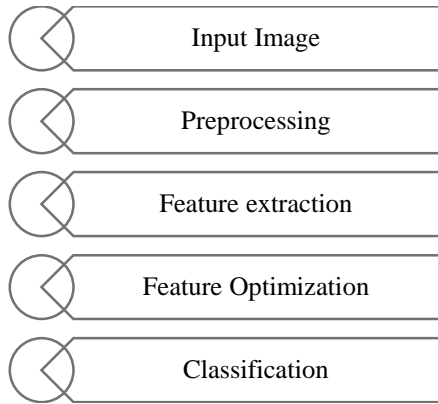 Input Image
Preprocessing
Feature extraction
Feature Optimization
Classification